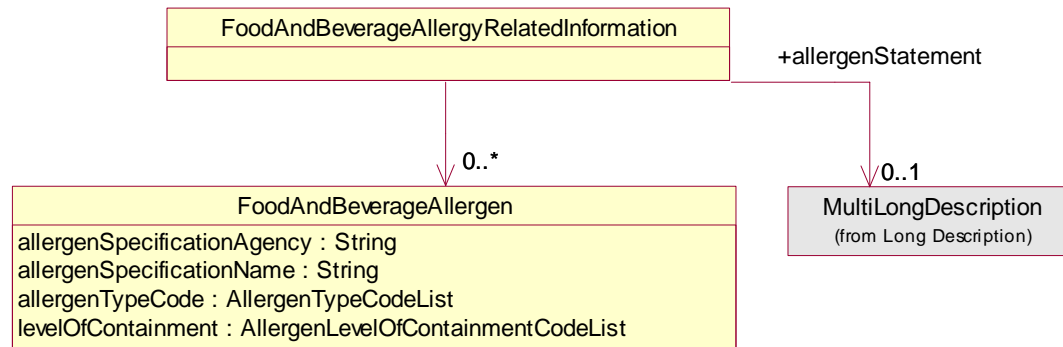 FoodAndBeverageAllergyRelatedInformation
+allergenStatement
0..*
0..1
FoodAndBeverageAllergen
allergenSpecificationAgency : String
allergenSpecificationName : String
allergenTypeCode : AllergenTypeCodeList
levelOfContainment : AllergenLevelOfContainmentCodeList
MultiLongDescription
(from Long Description)